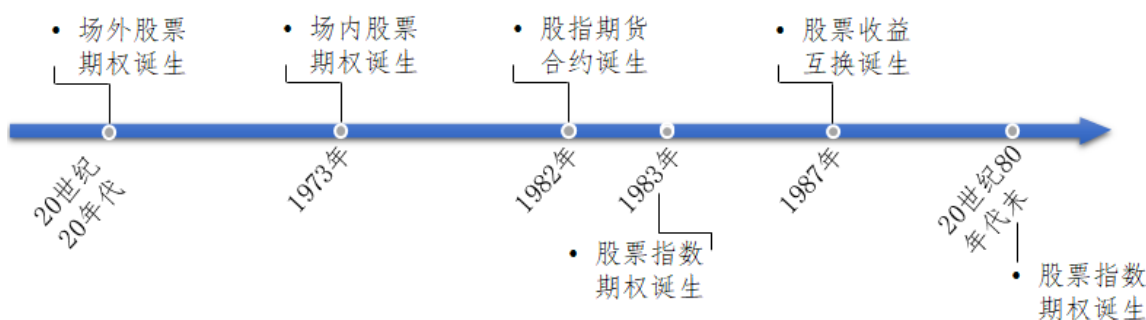 • 场外股票
期权诞生
• 场内股票
期权诞生
• 股指期货
合约诞生
• 股票收益
互换诞生
20世纪
20年代
1973年
1982年
1983年
1987年
20世纪80
年代末
• 股票指数
期权诞生
• 股票指数
期权诞生